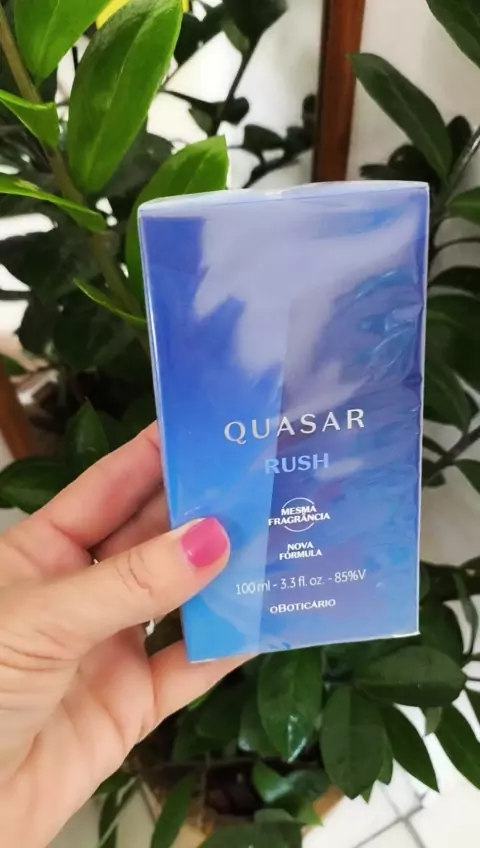 QUASAR
RUSH
MESMA
FRAGRÂNCIA
NOVA
FÓRMULA
100 ml - 3.3 fl. oz. - 85%V
oBOTICÁRIO